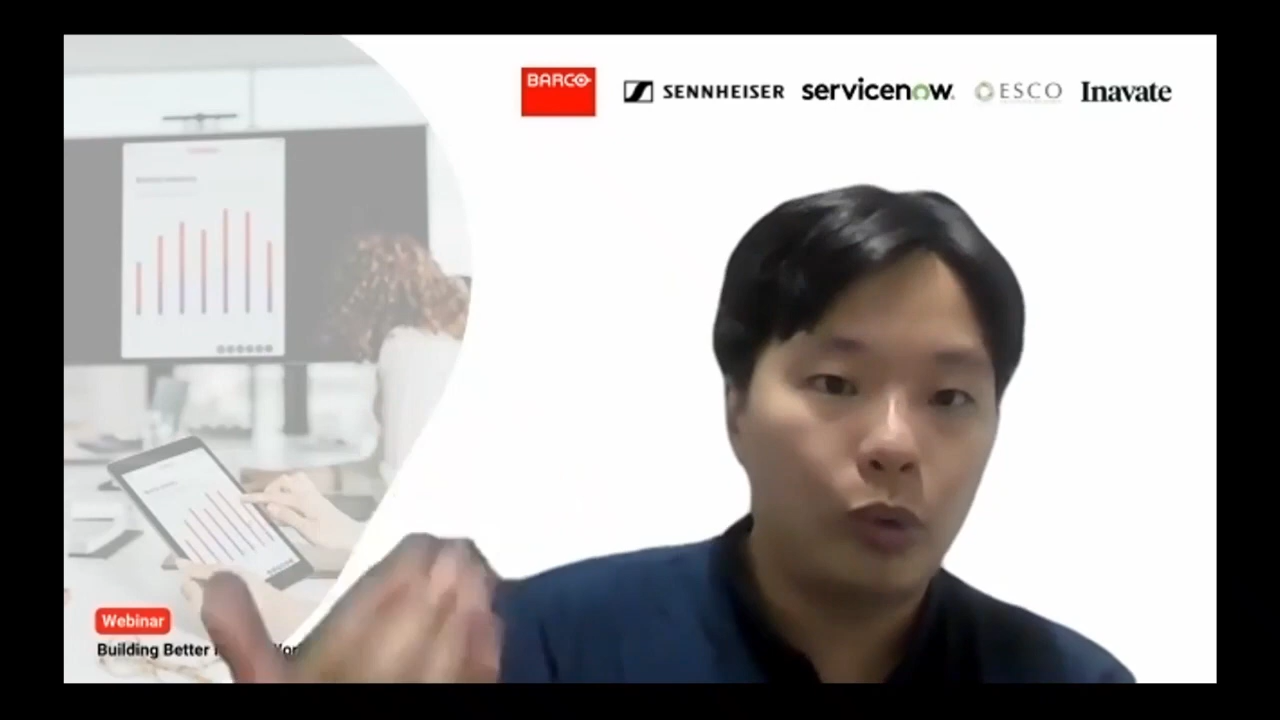 BARCO
SENNHEISER
servicenow
ESCO
Inavate
Webinar
Building Better